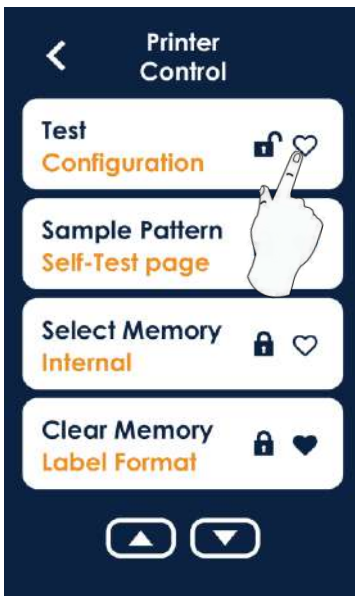 Printer
Control
Test
Configuration
Sample Pattern
Self-Test page
Select Memory
Internal
Clear Memory
Label Format